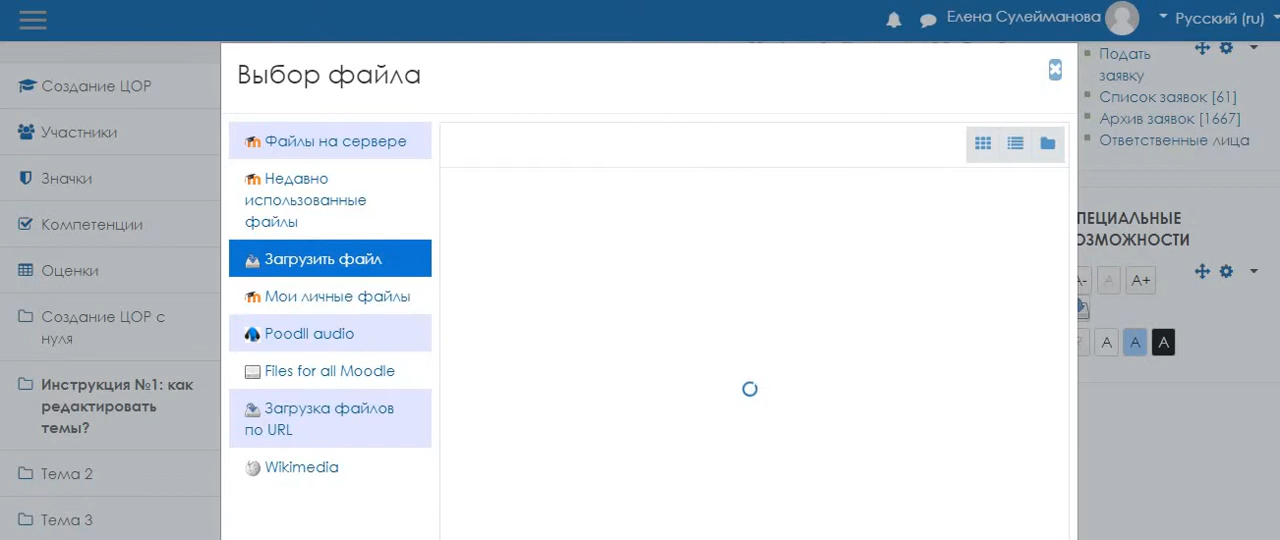 Елена Сулейманова
Русский (ru)
Создание ЦОР
Участники
Значки
Компетенции
Оценки
Создание ЦОР с
нуля
Инструкция №1: как
редактировать
темы?
Тема 2
Тема 3
Выбор файла
Файлы на сервере
Недавно
использованные
файлы
Загрузить файл
Мои личные файлы
Poodll audio
Files for all Moodle
Загрузка файлов
по URL
Wikimedia
Подать
заявку
Список заявок [61]
Архив заявок [1667]
Ответственные лица
ПЕЦИАЛЬНЫЕ
ОЗМОЖНОСТИ
A- A A+
A A A